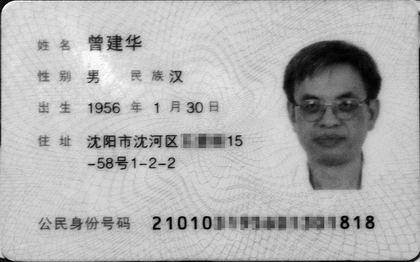 姓名 曾建华
性别 男 民族 汉
出生 1956 年 1 月 30 日
住址 沈阳市沈河区 15
-58号1-2-2
公民身份号码 21010 818